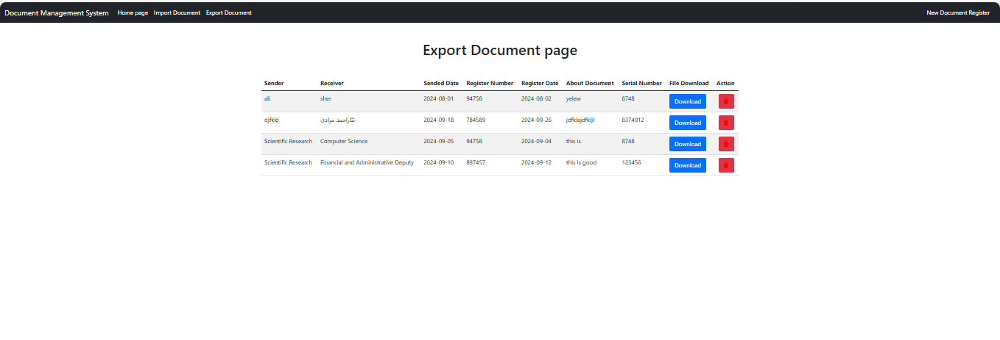 Document Management System Home page Import Document Export Document New Document Register
Export Document page
Sender Receiver Sended Date Register Number Register Date About Document Serial Number File Download Action
ali sher 2024-08-01 94758 2024-08-02 yelew 8748 Download
djfkld نثاراحمد مرادی 2024-09-18 784589 2024-09-26 jdfklajdfkljl 8374912 Download
Scientific Research Computer Science 2024-09-05 94758 2024-09-04 this is 8748 Download
Scientific Research Financial and Administrative Deputy 2024-09-10 897457 2024-09-12 this is good 123456 Download